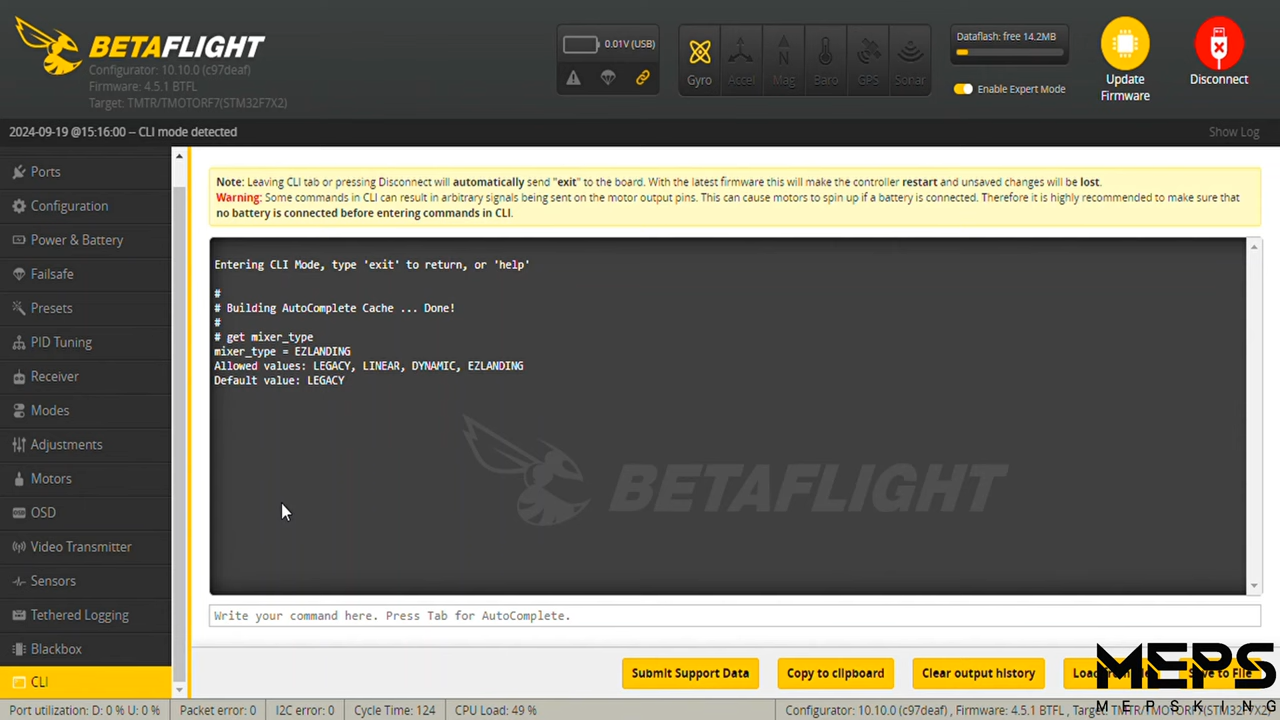 BETAFLIGHT
Configurator: 10.10.0 (c97deaf)
Firmware: 4.5.1 BTFL
Target: TMTR/TMOTORF7(STM32F7X2)
0.01V (USB)
Gyro
Accel
Mag
Baro
GPS
Sonar
Dataflash: free 14.2MB
Enable Expert Mode
Update
Firmware
Disconnect
2024-09-19 @15:16:00 -- CLI mode detected
Show Log
Ports
Configuration
Power & Battery
Failsafe
Presets
PID Tuning
Receiver
Modes
Adjustments
Motors
OSD
Video Transmitter
Sensors
Tethered Logging
Blackbox
CLI
Note: Leaving CLI tab or pressing Disconnect will automatically send "exit" to the board. With the latest firmware this will make the controller restart and unsaved changes will be lost.
Warning: Some commands in CLI can result in arbitrary signals being sent on the motor output pins. This can cause motors to spin up if a battery is connected. Therefore it is highly recommended to make sure that
no battery is connected before entering commands in CLI.
Entering CLI Mode, type 'exit' to return, or 'help'
#
# Building AutoComplete Cache ... Done!
#
# get mixer_type
mixer_type = EZLANDING
Allowed values: LEGACY, LINEAR, DYNAMIC, EZLANDING
Default value: LEGACY
BETAFLIGHT
Write your command here. Press Tab for AutoComplete.
Submit Support Data
Copy to clipboard
Clear output history
Save to File
MEPS
MEPSKING
Port utilization: D: 0 % U: 0 %
Packet error: 0
I2C error: 0
Cycle Time: 124
CPU Load: 49 %
Configurator: 10.10.0 (c97deaf) , Firmware: 4.5.1 BTFL , Target: TMTR/TMOTORF7(STM32F7X2)